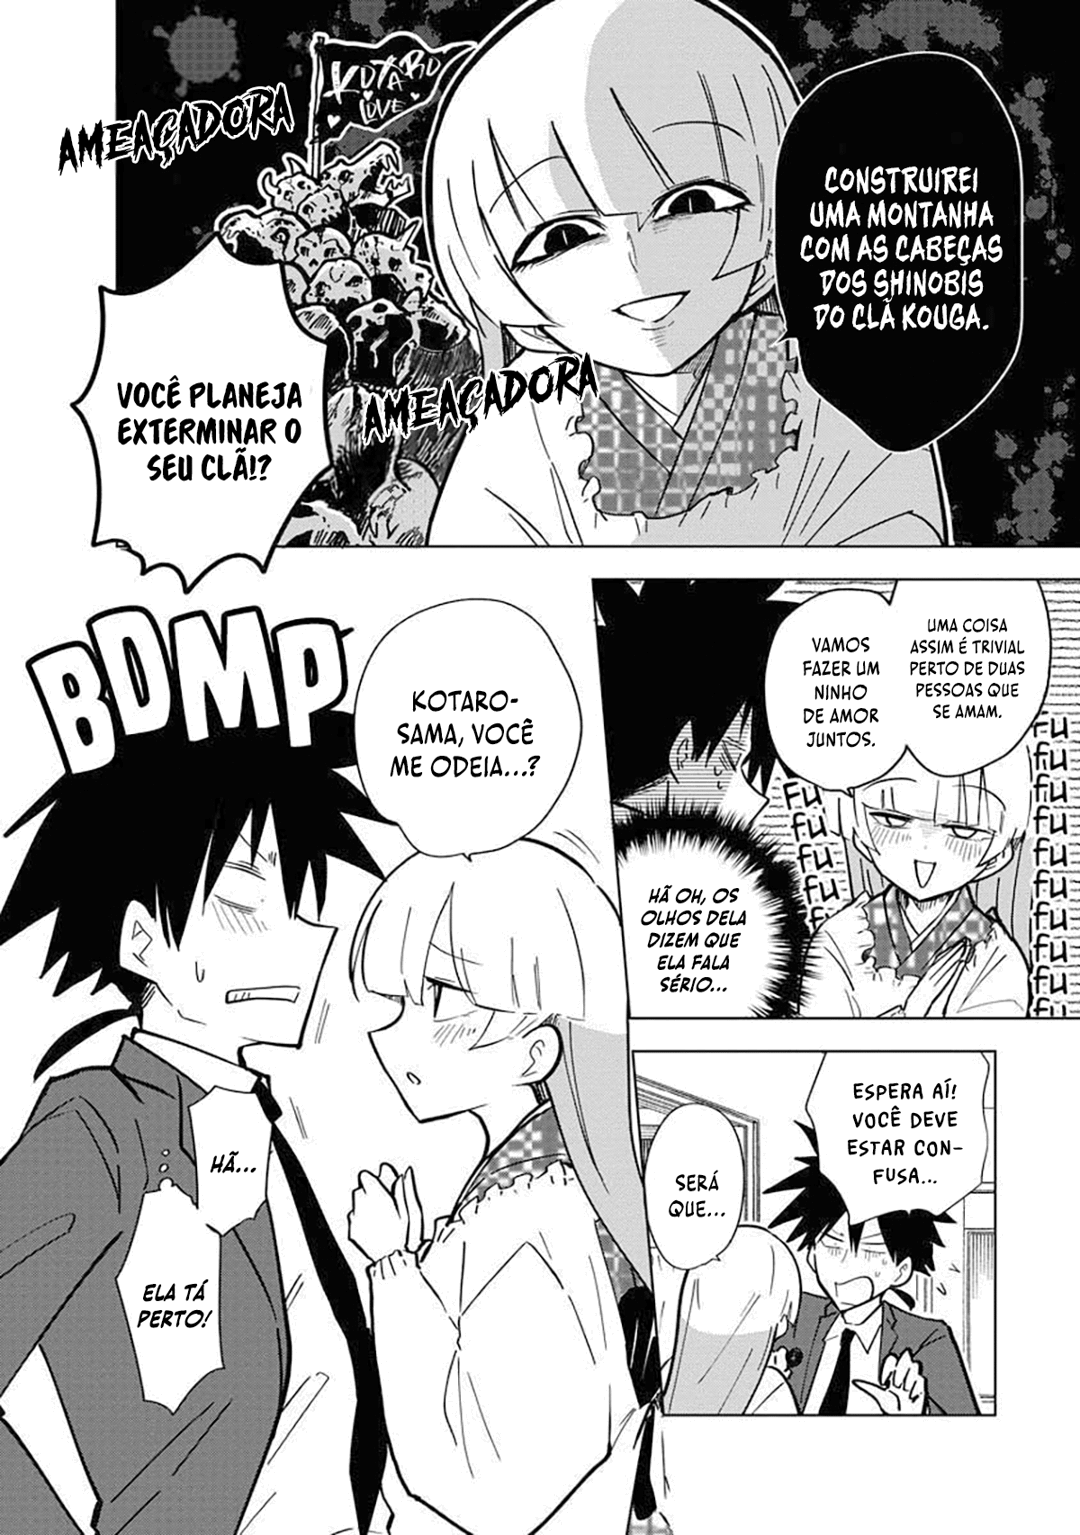 CONSTRUIREI
UMA MONTANHA
COM AS CABEÇAS
DOS SHINOBIS
DO CLÃ KOUGA.
KOTARO
LOVE
AMEAÇADORA
AMEAÇADORA
VOCÊ PLANEJA
EXTERMINAR O
SEU CLÃ!?
UMA COISA
ASSIM É TRIVIAL
PERTO DE DUAS
PESSOAS QUE
SE AMAM.
VAMOS
FAZER UM
NINHO
DE AMOR
JUNTOS.
FU
FU
FU
FU
FU
FU
FU
FU
FU
FU
FU
FU
FU
HÃ OH, OS
OLHOS DELA
DIZEM QUE
ELA FALA
SÉRIO...
ESPERA AÍ!
VOCÊ DEVE
ESTAR CON-
FUSA...
SERÁ
QUE...
BDMP
KOTARO-
SAMA, VOCÊ
ME ODEIA...?
HÃ...
ELA TÁ
PERTO!